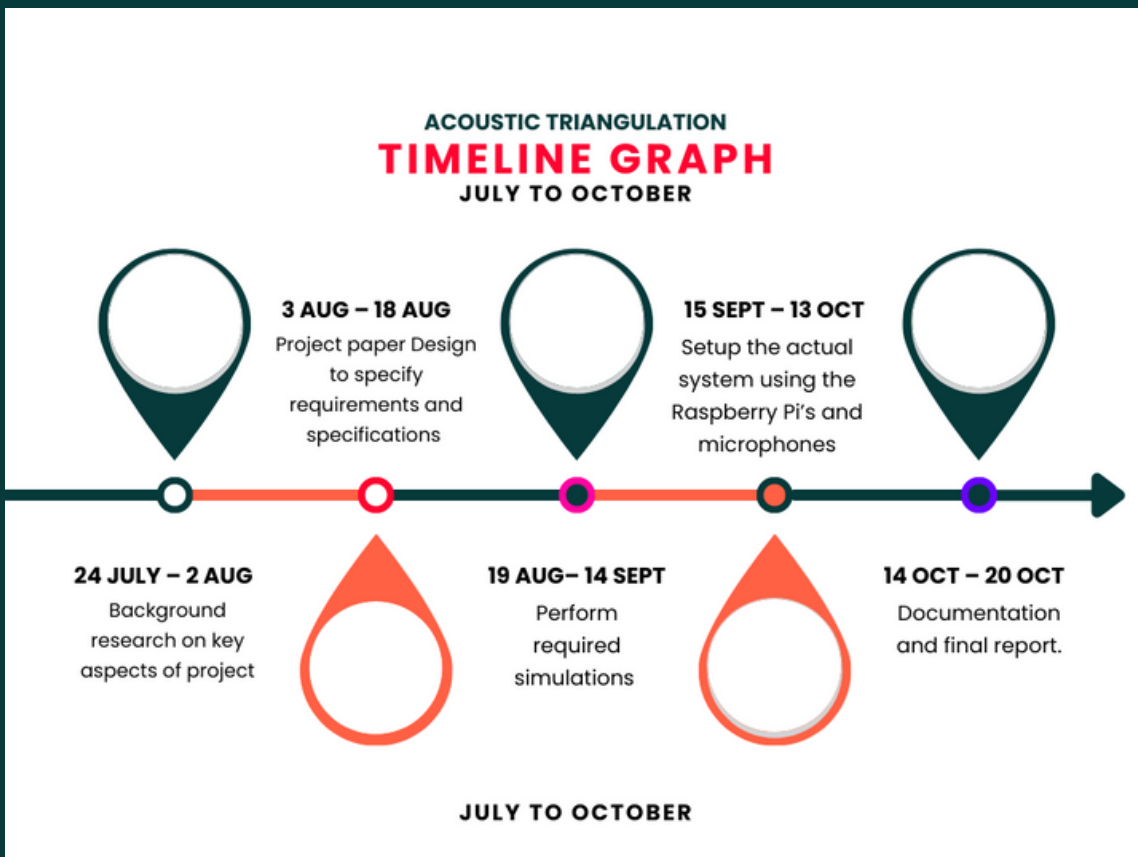 ACOUSTIC TRIANGULATION
TIMELINE GRAPH
JULY TO OCTOBER
24 JULY – 2 AUG
Background
research on key
aspects of project
3 AUG – 18 AUG
Project paper Design
to specify
requirements and
specifications
19 AUG– 14 SEPT
Perform
required
simulations
15 SEPT – 13 OCT
Setup the actual
system using the
Raspberry Pi's and
microphones
14 OCT – 20 OCT
Documentation
and final report.
JULY TO OCTOBER